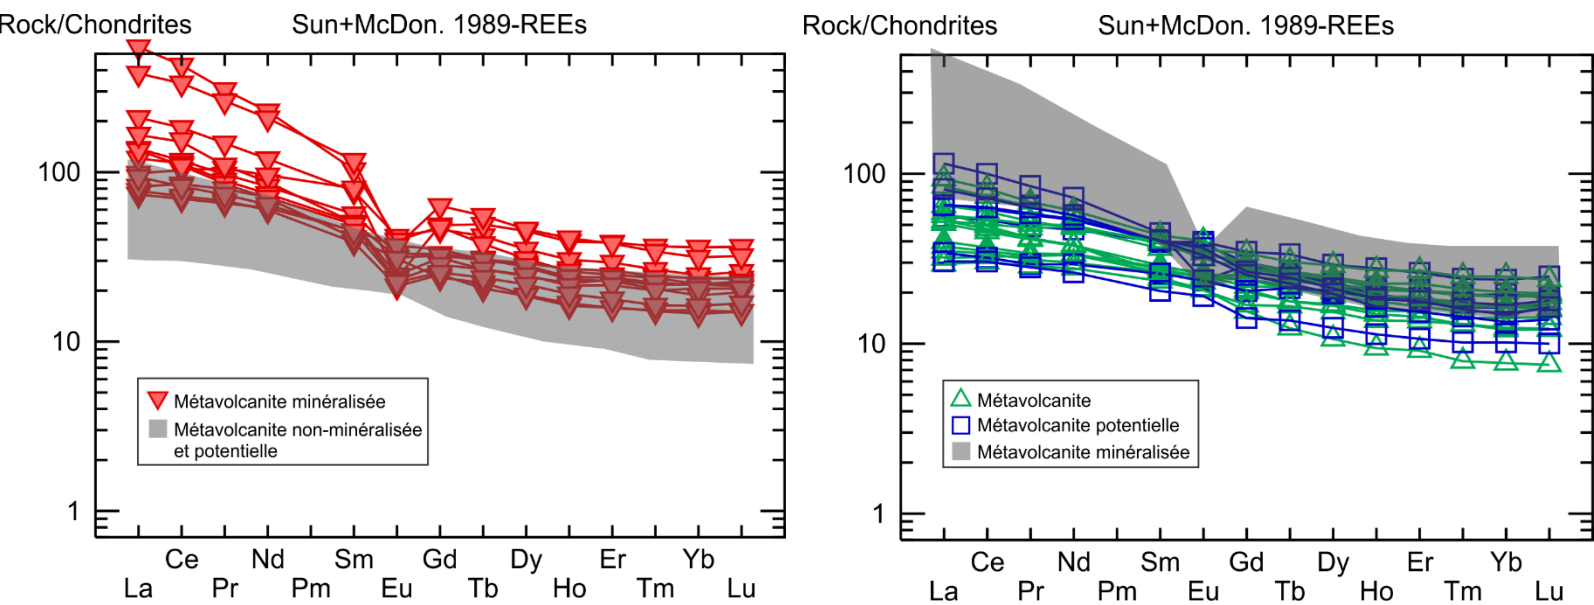 Rock/Chondrites Sun+McDon. 1989-REEs
100
10
1
Métavolcanite minéralisée
Métavolcanite non-minéralisée
et potentielle
Ce Nd Sm Gd Dy Er Yb
La Pr Pm Eu Tb Ho Tm Lu
Rock/Chondrites Sun+McDon. 1989-REEs
100
10
1
Métavolcanite
Métavolcanite potentielle
Métavolcanite minéralisée
Ce Nd Sm Gd Dy Er Yb
La Pr Pm Eu Tb Ho Tm Lu